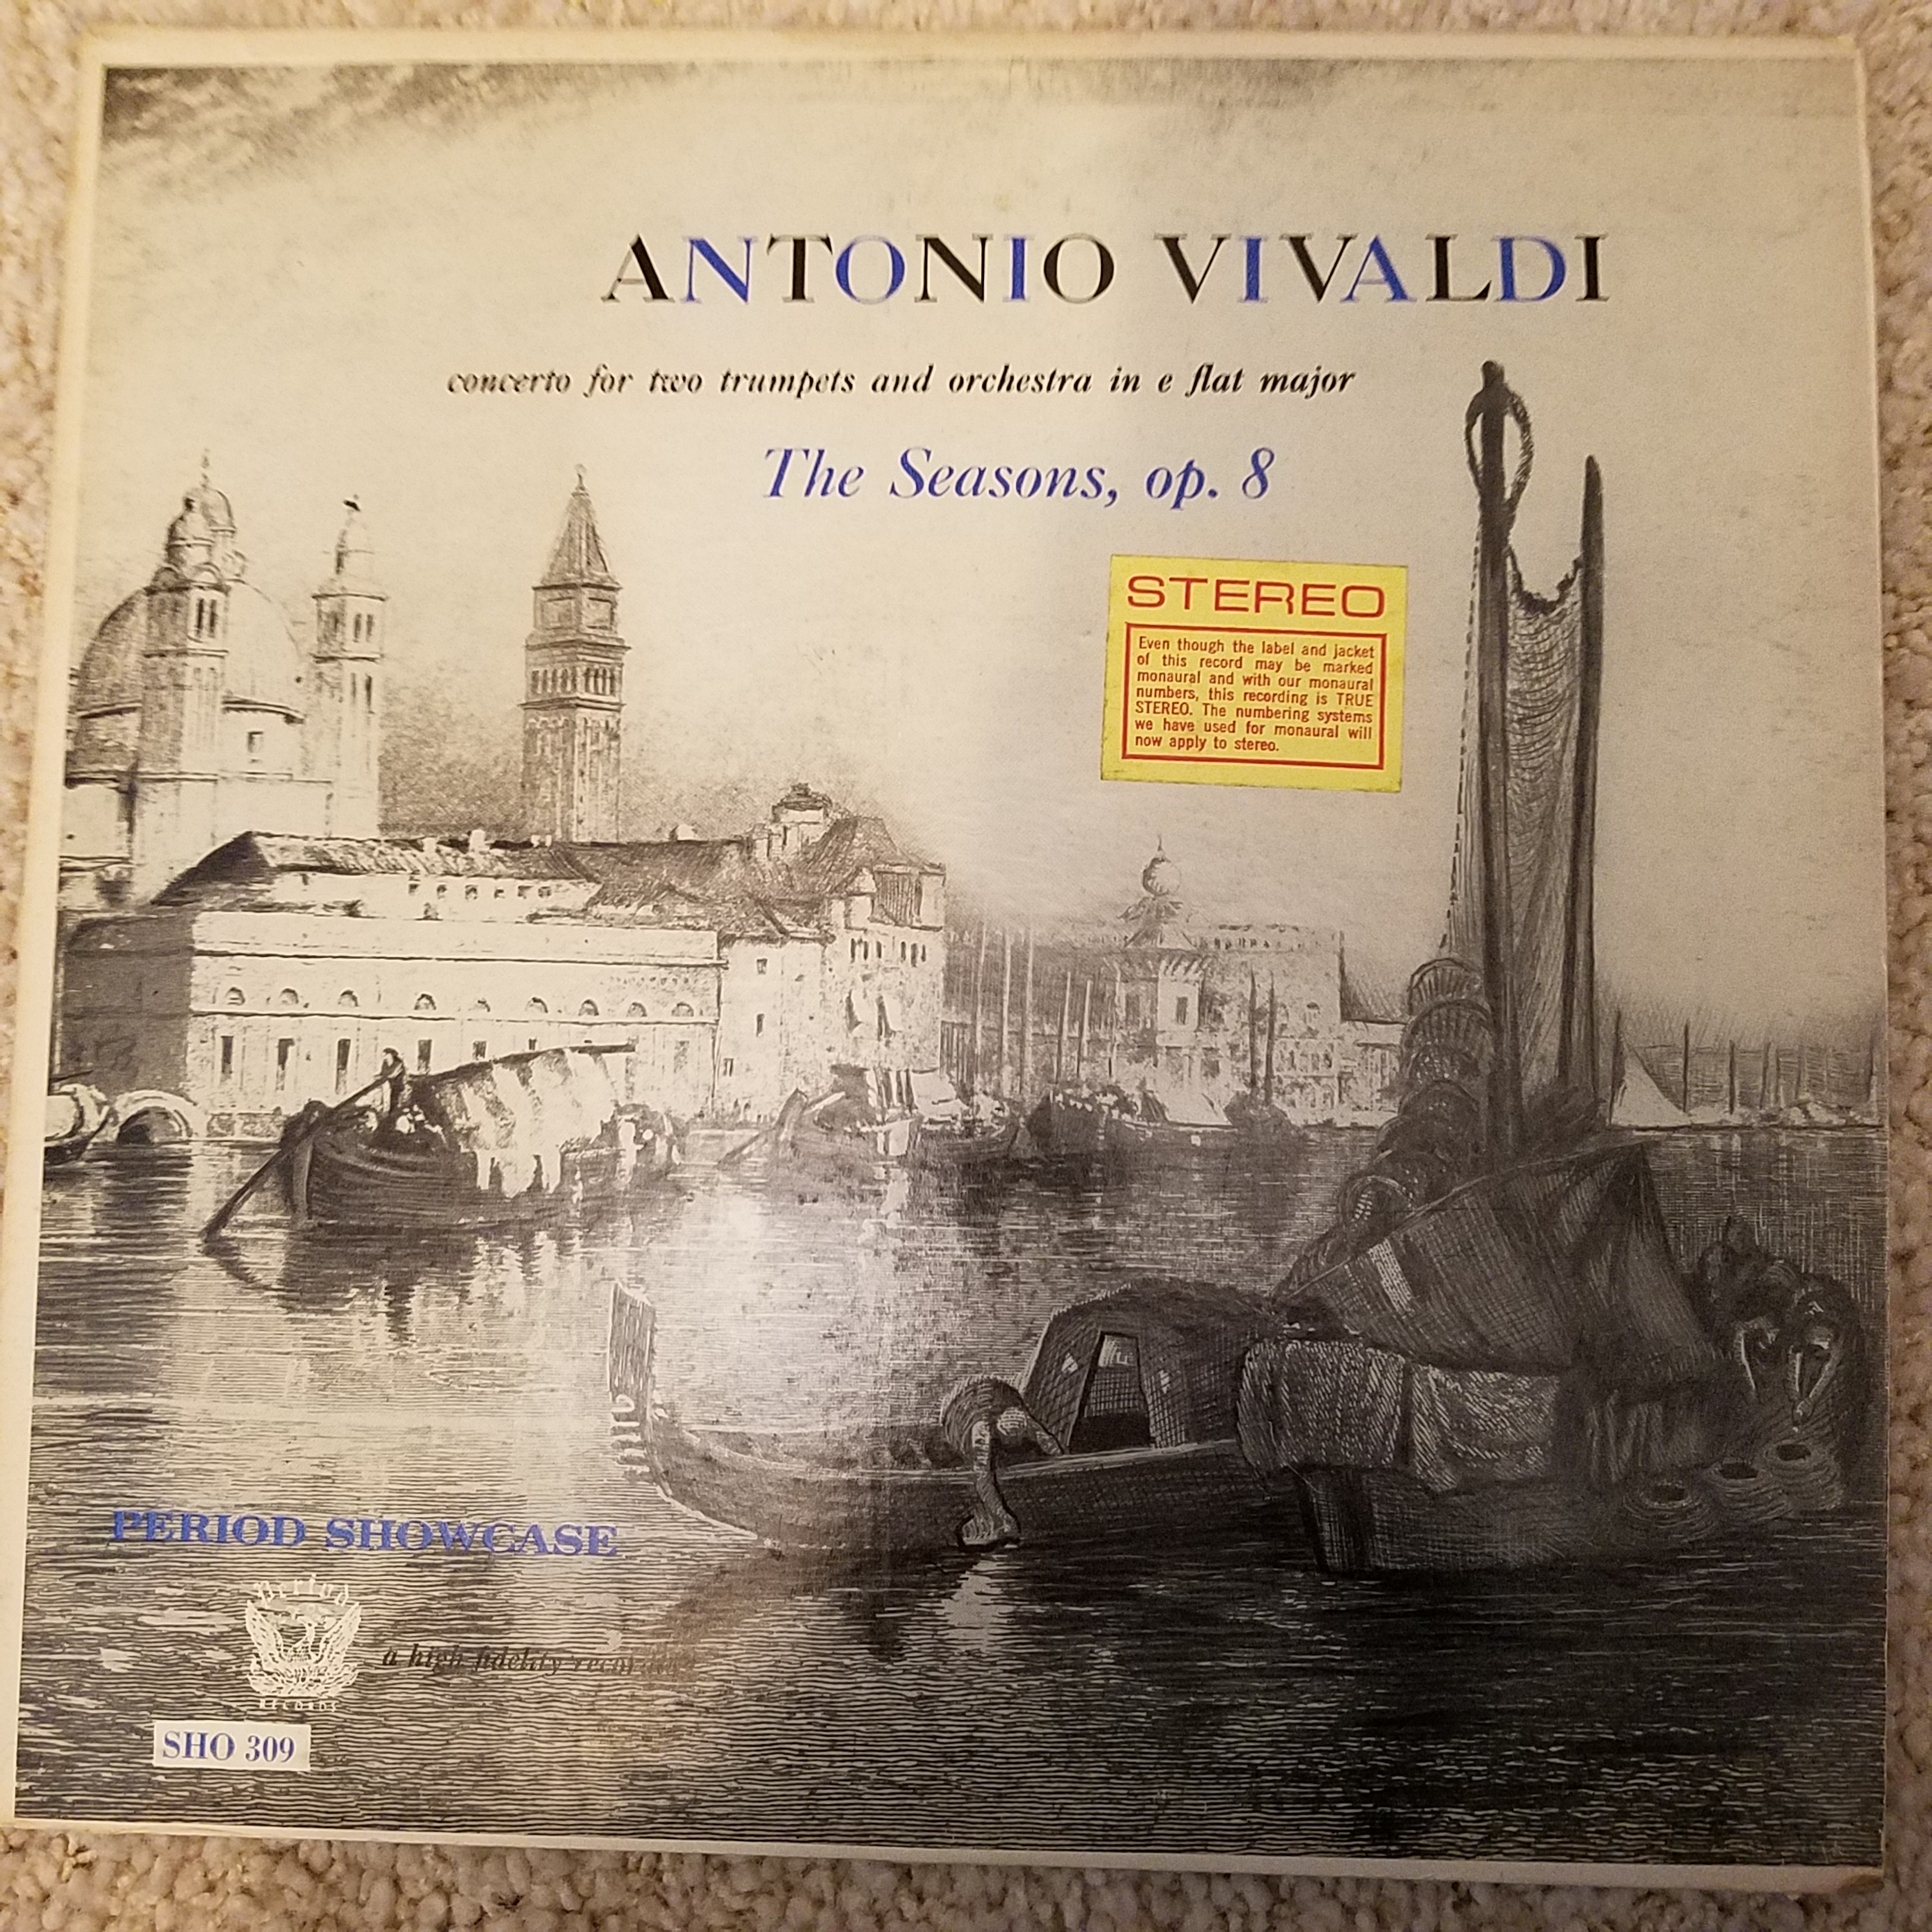 ANTONIO VIVALDI
concerto for two trumpets and orchestra in e flat major
The Seasons, op. 8
STEREO
Even though the label and jacket
of this record may be marked
monaural and with our monaural
numbers, this recording is TRUE
STEREO. The numbering systems
we have used for monaural will
now apply to stereo.
PERIOD SHOWCASE
Period
RECORDS
a high fidelity recording
SHO 309